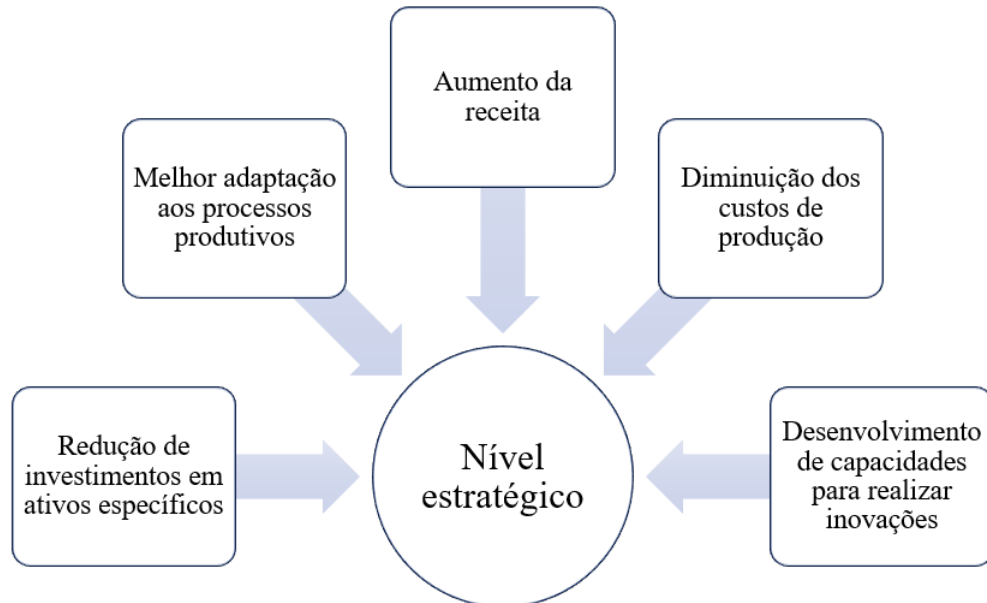 Aumento da
receita
Melhor adaptação
aos processos
produtivos
Diminuição dos
custos de
produção
Redução de
investimentos em
ativos específicos
Nível
estratégico
Desenvolvimento
de capacidades
para realizar
inovações